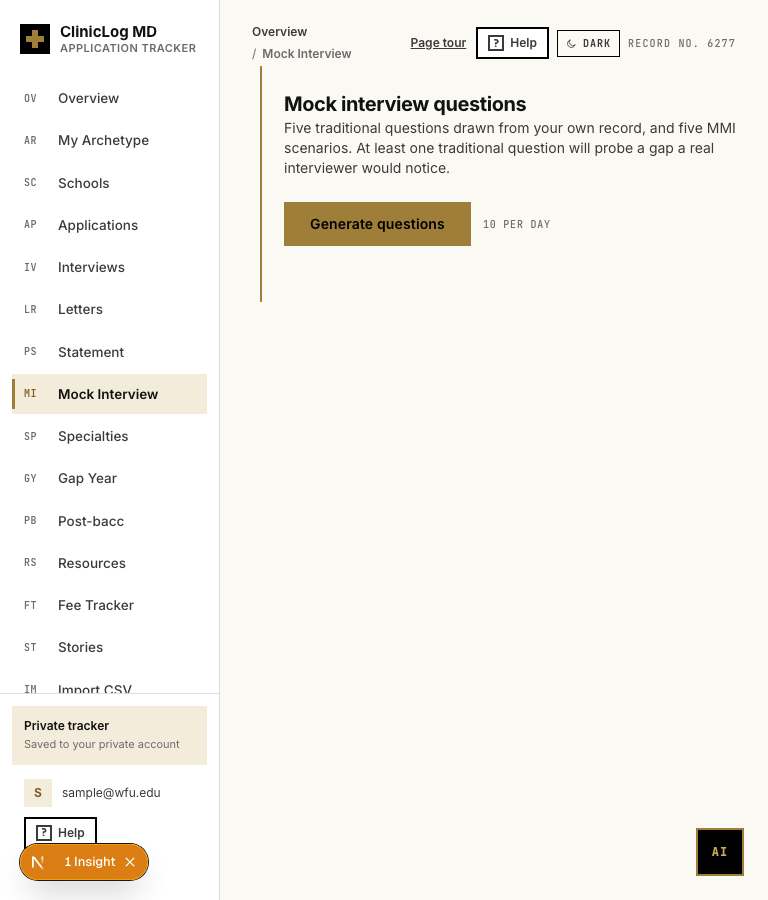 ClinicLog MD
APPLICATION TRACKER
OV Overview
AR My Archetype
SC Schools
AP Applications
IV Interviews
LR Letters
PS Statement
MI Mock Interview
SP Specialties
GY Gap Year
PB Post-bacc
RS Resources
FT Fee Tracker
ST Stories
IM Import CSV
Private tracker
Saved to your private account
S sample@wfu.edu
? Help
N 1 Insight ×
Overview
/ Mock Interview
Page tour
? Help
DARK
RECORD NO. 6277
Mock interview questions
Five traditional questions drawn from your own record, and five MMI
scenarios. At least one traditional question will probe a gap a real
interviewer would notice.
Generate questions
10 PER DAY
AI